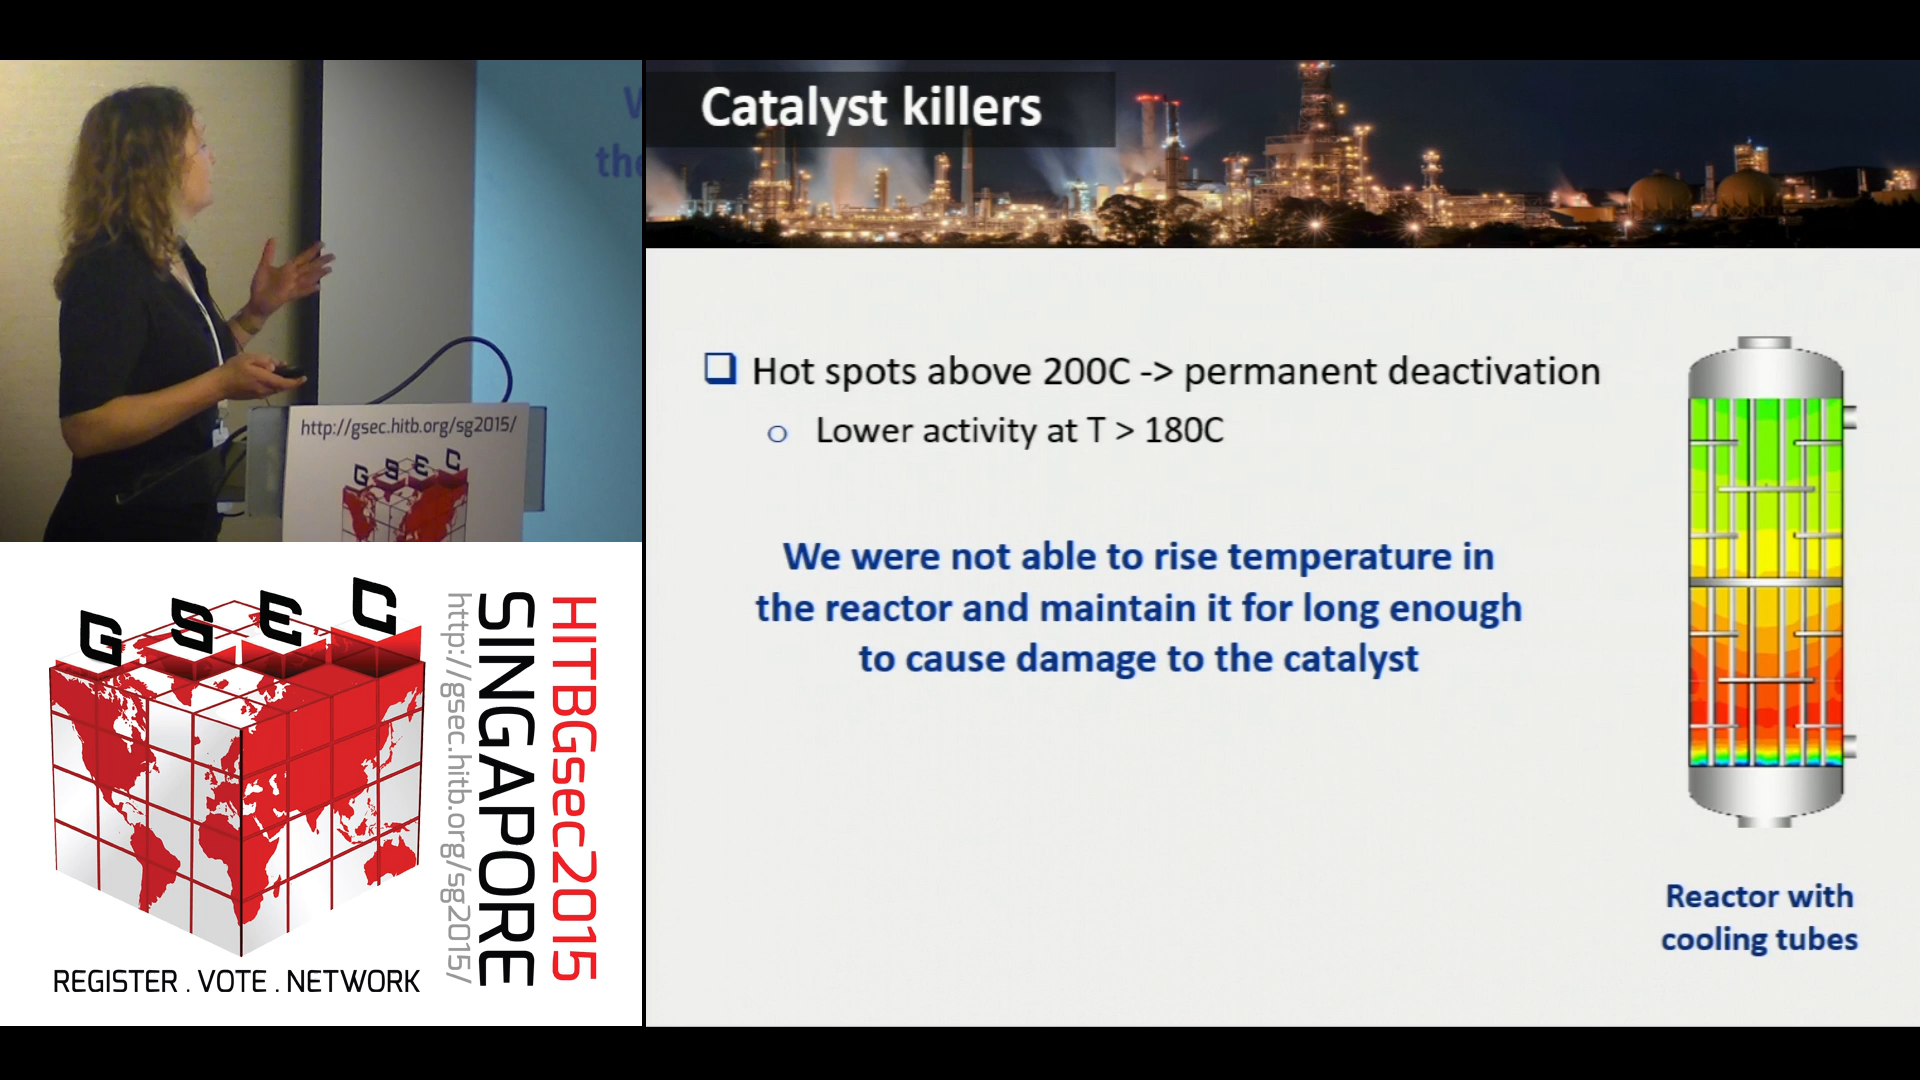 Catalyst killers
Hot spots above 200C -> permanent deactivation
Lower activity at T > 180C
We were not able to rise temperature in
the reactor and maintain it for long enough
to cause damage to the catalyst
Reactor with
cooling tubes
the
http://gsec.hitb.org/sg2015/
GSEC
GSEC
REGISTER . VOTE . NETWORK
http://gsec.hitb.org/sg2015/
SINGAPORE
HITBGsec2015